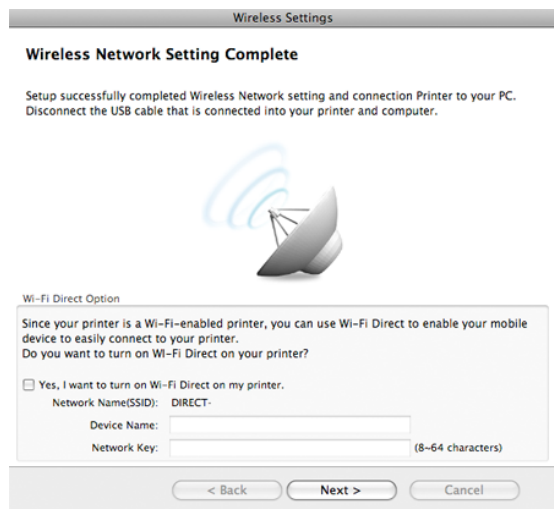 Wireless Settings
Wireless Network Setting Complete
Setup successfully completed Wireless Network setting and connection Printer to your PC.
Disconnect the USB cable that is connected into your printer and computer.
Wi-Fi Direct Option
Since your printer is a Wi-Fi-enabled printer, you can use Wi-Fi Direct to enable your mobile
device to easily connect to your printer.
Do you want to turn on WI-Fi Direct on your printer?
Yes, I want to turn on Wi-Fi Direct on my printer.
Network Name(SSID): DIRECT-
Device Name:
Network Key: (8~64 characters)
< Back Next > Cancel